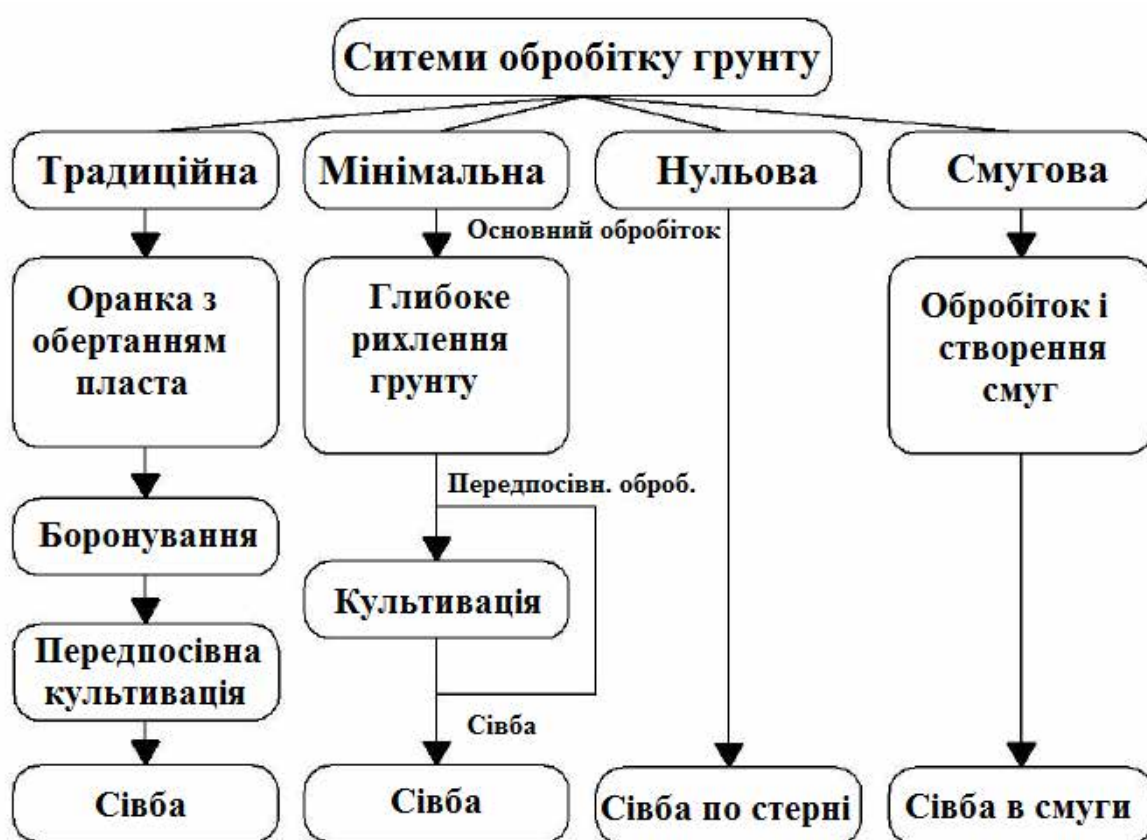 Ситеми обробітку грунту
Традиційна
Мінімальна
Нульова
Смугова
Основний обробіток
Оранка з
обертанням
пласта
Глибоке
рихлення
грунту
Обробіток і
створення
смуг
Передпосівн. оброб.
Боронування
Культивація
Передпосівна
культивація
Сівба
Сівба
Сівба
Сівба по стерні
Сівба в смуги